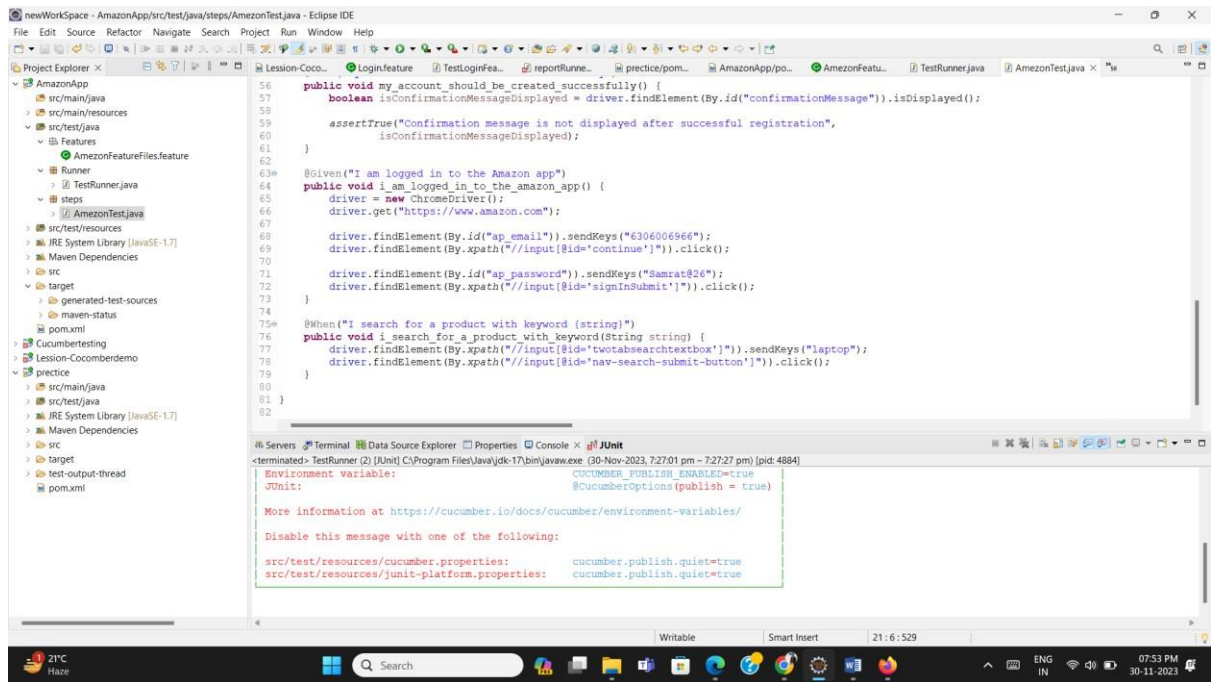 newWorkSpace - AmazonApp/src/test/java/steps/AmezonTest.java - Eclipse IDE
File Edit Source Refactor Navigate Search Project Run Window Help
Project Explorer
AmazonApp
src/main/java
src/main/resources
src/test/java
Features
AmezonFeatureFiles.feature
Runner
TestRunner.java
steps
AmezonTest.java
src/test/resources
JRE System Library [JavaSE-1.7]
Maven Dependencies
src
target
generated-test-sources
maven-status
pom.xml
Cucumbertesting
Lession-Cocomberdemo
prectice
src/main/java
src/test/java
JRE System Library [JavaSE-1.7]
Maven Dependencies
src
target
test-output-thread
pom.xml
Lession-Coco... Login.feature TestLoginFea... reportRunne... prectice/pom... AmazonApp/po... AmezonFeatu... TestRunner.java AmezonTest.java
56 public void my_account_should_be_created_successfully() {
57 boolean isConfirmationMessageDisplayed = driver.findElement(By.id("confirmationMessage")).isDisplayed();
58
59 assertTrue("Confirmation message is not displayed after successful registration",
60 isConfirmationMessageDisplayed);
61 }
62
63 @Given("I am logged in to the Amazon app")
64 public void i_am_logged_in_to_the_amazon_app() {
65 driver = new ChromeDriver();
66 driver.get("https://www.amazon.com");
67
68 driver.findElement(By.id("ap_email")).sendKeys("6306006966");
69 driver.findElement(By.xpath("//input[@id='continue']")).click();
70
71 driver.findElement(By.id("ap_password")).sendKeys("Samrat@26");
72 driver.findElement(By.xpath("//input[@id='signInSubmit']")).click();
73 }
74
75 @When("I search for a product with keyword {string}")
76 public void i_search_for_a_product_with_keyword(String string) {
77 driver.findElement(By.xpath("//input[@id='twotabsearchtextbox']")).sendKeys("laptop");
78 driver.findElement(By.xpath("//input[@id='nav-search-submit-button']")).click();
79 }
80
81 }
82
Servers Terminal Data Source Explorer Properties Console JUnit
<terminated> TestRunner (2) [JUnit] C:\Program Files\Java\jdk-17\bin\javaw.exe (30-Nov-2023, 7:27:01 pm – 7:27:27 pm) [pid: 4884]
Environment variable: CUCUMBER_PUBLISH_ENABLED=true
JUnit: @CucumberOptions(publish = true)
More information at https://cucumber.io/docs/cucumber/environment-variables/
Disable this message with one of the following:
src/test/resources/cucumber.properties: cucumber.publish.quiet=true
src/test/resources/junit-platform.properties: cucumber.publish.quiet=true
Writable Smart Insert 21 : 6 : 529
21°C
Haze
Search
ENG
IN
07:53 PM
30-11-2023